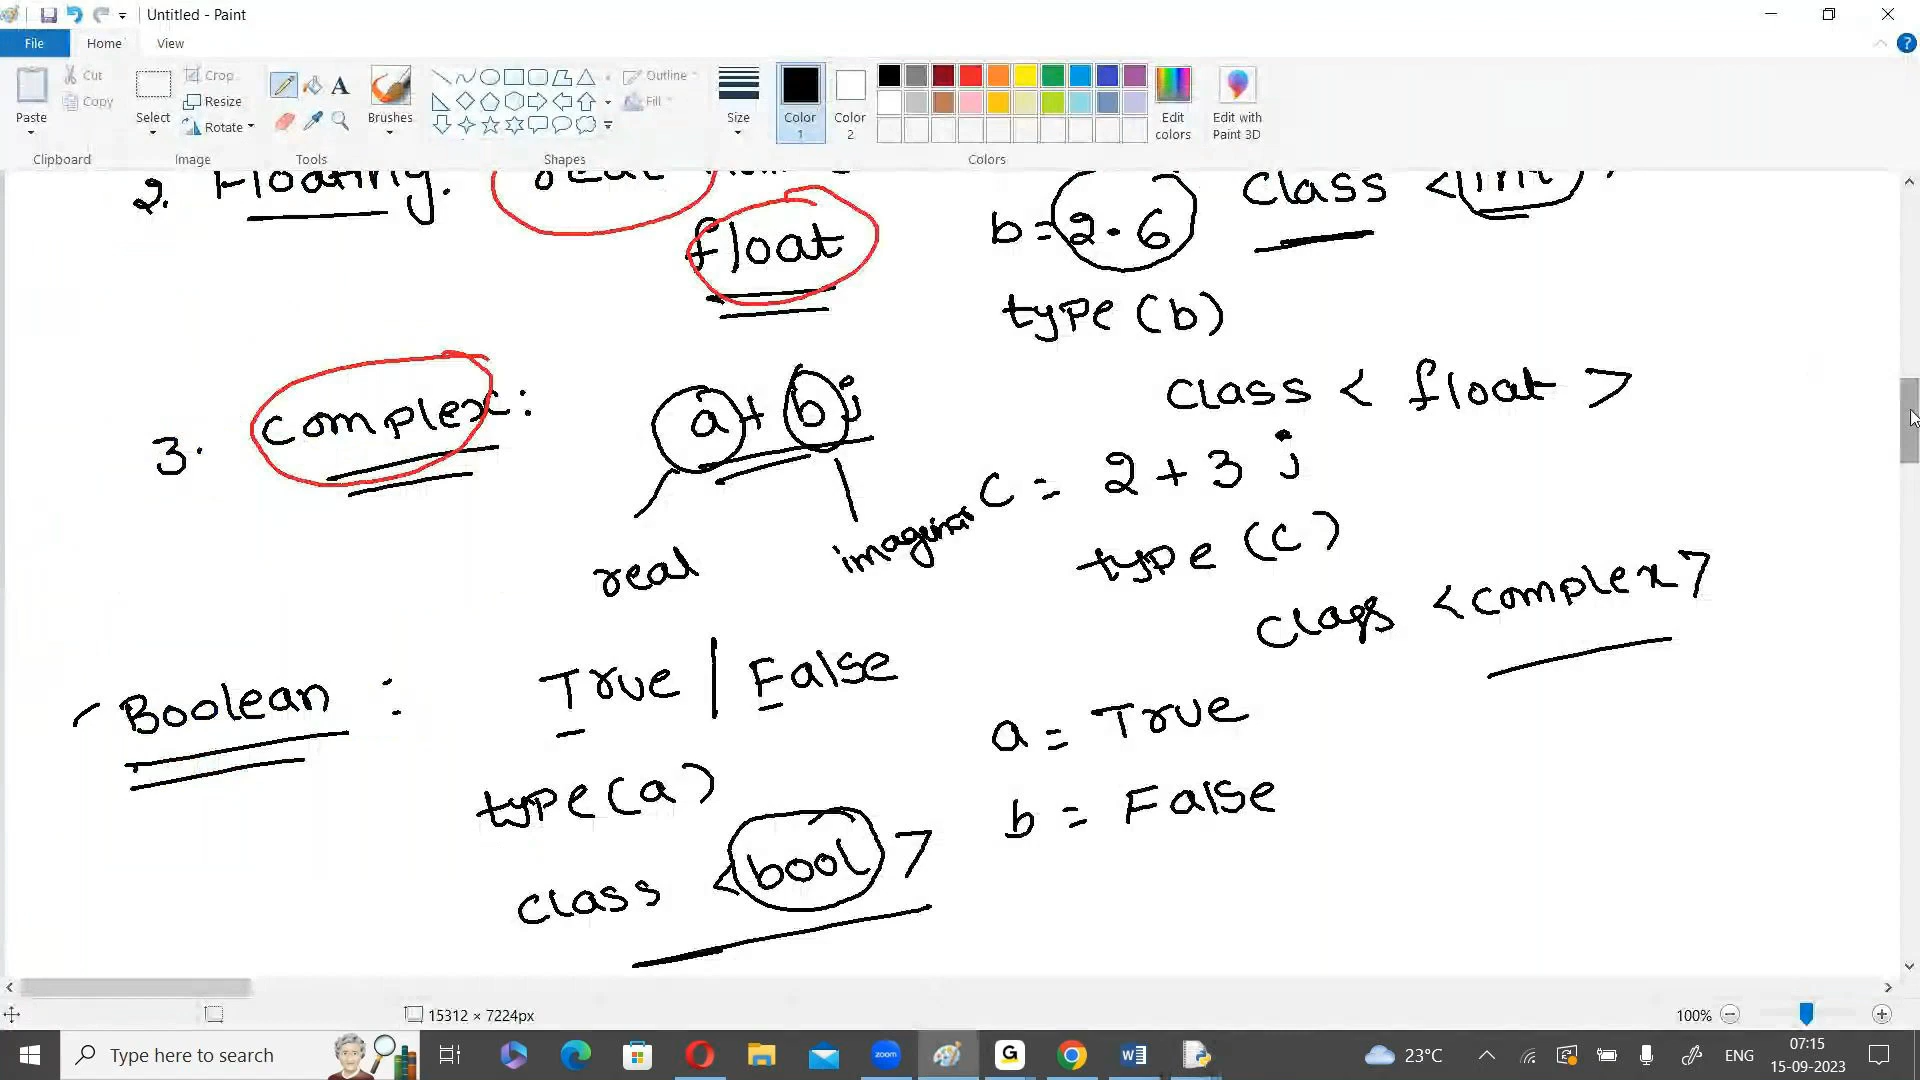 Untitled - Paint
File
Home
View
Paste
Cut
Copy
Clipboard
Select
Crop
Resize
Rotate
Image
Tools
Brushes
Shapes
Outline
Fill
Size
Color 1
Color 2
Edit colors
Edit with Paint 3D
Colors
2. Floating. real
class <int>
float
b = 2.6
type (b)
class < float >
3. complex : a + bj
real
c = 2 + 3 j
type (c)
class <complex>
Boolean : True | False
a = True
type (a)
b = False
class <bool>
15312 × 7224px
100%
Type here to search
zoom
23°C
ENG
07:15
15-09-2023